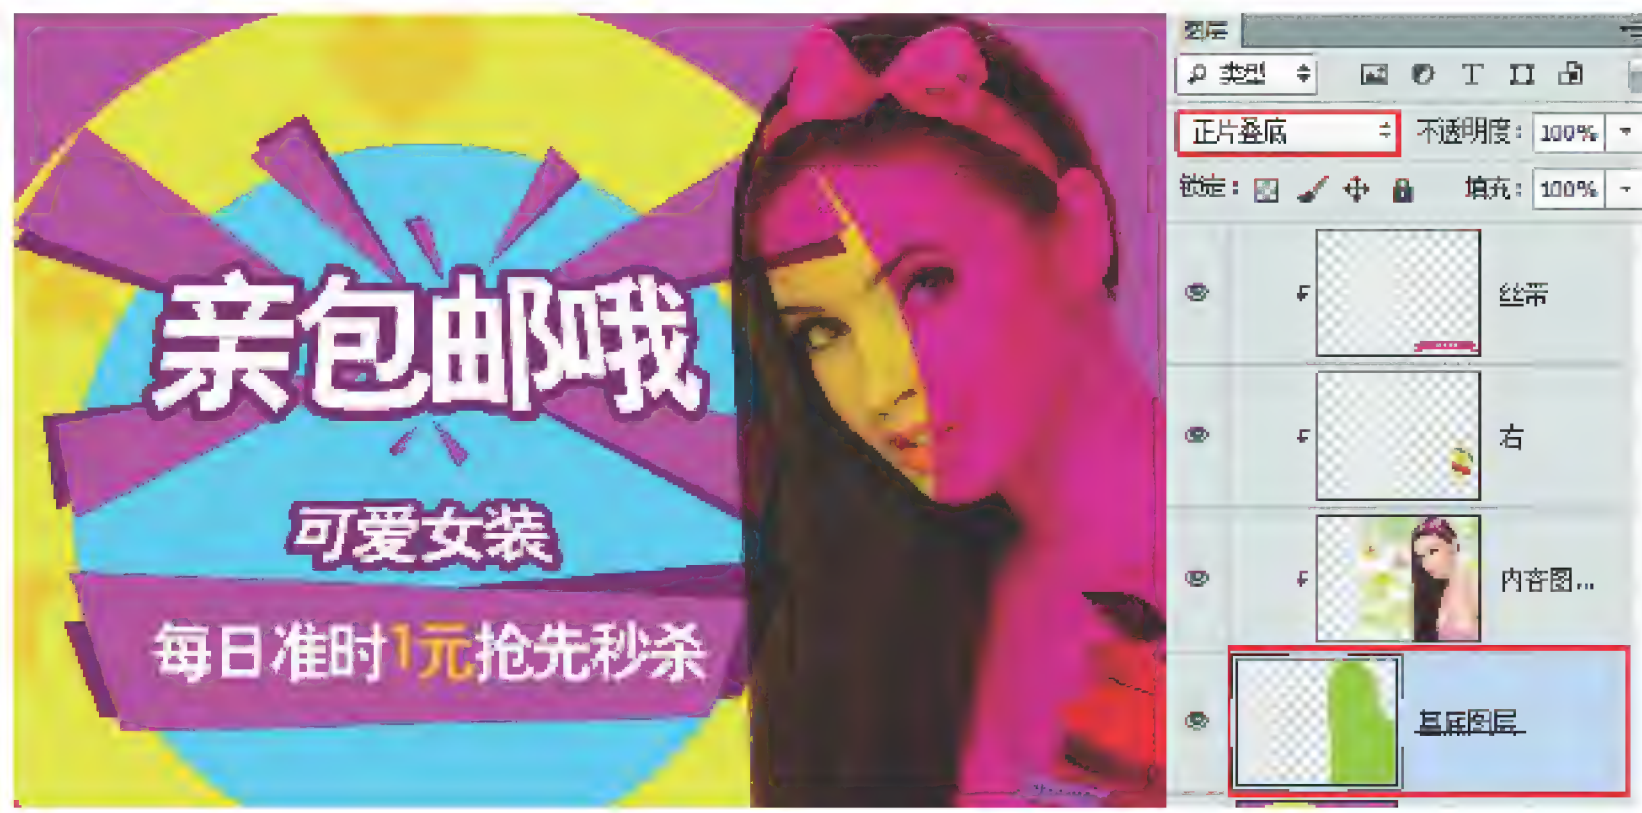 亲包邮哦
可爱女装
每日准时1元抢先秒杀
图层
类型
正片叠底
不透明度: 100%
锁定: 填充: 100%
丝带
右
内容图...
基底图层